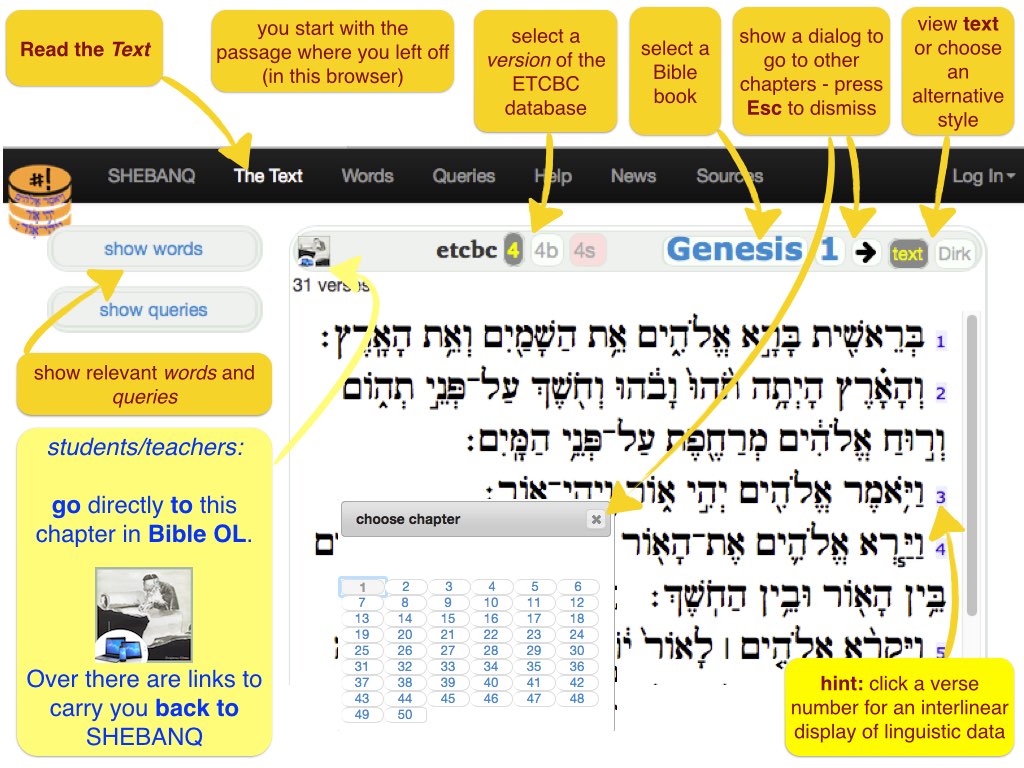 Read the Text
you start with the
passage where you left off
(in this browser)
select a
version of the
ETCBC
database
select a
Bible
book
show a dialog to
go to other
chapters - press
Esc to dismiss
view text
or choose
an
alternative
style
#!
SHEBANQ The Text Words Queries Help News Sources Log In
show words
show queries
show relevant words and
queries
students/teachers:
go directly to this
chapter in Bible OL.
Over there are links to
carry you back to
SHEBANQ
etcbc 4 4b 4s Genesis 1 text Dirk
31 verses
1 בְּרֵאשִׁ֖ית בָּרָ֣א אֱלֹהִ֑ים אֵ֥ת הַשָּׁמַ֖יִם וְאֵ֥ת הָאָֽרֶץ׃
2 וְהָאָ֗רֶץ הָיְתָ֥ה תֹ֙הוּ֙ וָבֹ֔הוּ וְחֹ֖שֶׁךְ עַל־פְּנֵ֣י תְהֹ֑ום
וְר֣וּחַ אֱלֹהִ֔ים מְרַחֶ֖פֶת עַל־פְּנֵ֥י הַמָּֽיִם׃
3 וַיֹּ֥אמֶר אֱלֹהִ֖ים יְהִ֣י אֹ֑ור וַֽיְהִי־אֹֽור׃
4 וַיַּ֧רְא אֱלֹהִ֛ים אֶת־הָאֹ֖ור
בֵּ֥ין הָאֹ֖ור וּבֵ֥ין הַחֹֽשֶׁךְ׃
5 וַיִּקְרָ֨א אֱלֹהִ֤ים ׀ לָאֹור֙
choose chapter
1 2 3 4 5 6
7 8 9 10 11 12
13 14 15 16 17 18
19 20 21 22 23 24
25 26 27 28 29 30
31 32 33 34 35 36
37 38 39 40 41 42
43 44 45 46 47 48
49 50
hint: click a verse
number for an interlinear
display of linguistic data